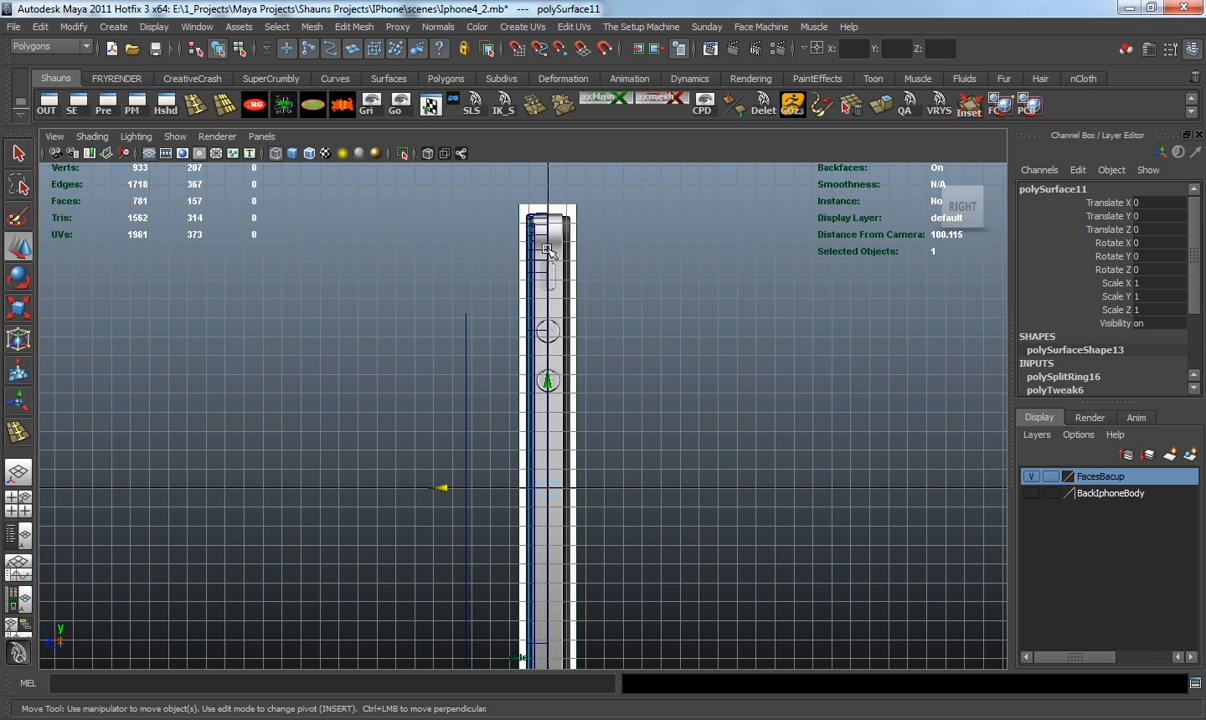 Autodesk Maya 2011 Hotfix 3 x64: E:\1_Projects\Maya Projects\Shauns Projects\IPhone\scenes\Iphone4_2.mb* --- polySurface11
File Edit Modify Create Display Window Assets Select Mesh Edit Mesh Proxy Normals Color Create UVs Edit UVs The Setup Machine Sunday Face Machine Muscle Help
Polygons X: Y: Z:
Shauns FRYRENDER CreativeCrash SuperCrumbly Curves Surfaces Polygons Subdivs Deformation Animation Dynamics Rendering PaintEffects Toon Muscle Fluids Fur Hair nCloth
OUT SE Pre PM Hshd RG Gri Go SLS IK_S axMain axmesh CPD Delet GOz QA VRYS Inset FC PCB
View Shading Lighting Show Renderer Panels
Channel Box / Layer Editor
Channels Edit Object Show
Verts: 933 207 0
Edges: 1718 367 0
Faces: 781 157 0
Tris: 1562 314 0
UVs: 1961 373 0
Backfaces: On
Smoothness: N/A
Instance: No
Display Layer: default
Distance From Camera: 100.115
Selected Objects: 1
RIGHT
polySurface11
Translate X 0
Translate Y 0
Translate Z 0
Rotate X 0
Rotate Y 0
Rotate Z 0
Scale X 1
Scale Y 1
Scale Z 1
Visibility on
SHAPES
polySurfaceShape13
INPUTS
polySplitRing16
polyTweak6
Display Render Anim
Layers Options Help
V FacesBacup
BackIphoneBody
y
MEL
Move Tool: Use manipulator to move object(s). Use edit mode to change pivot (INSERT). Ctrl+LMB to move perpendicular.